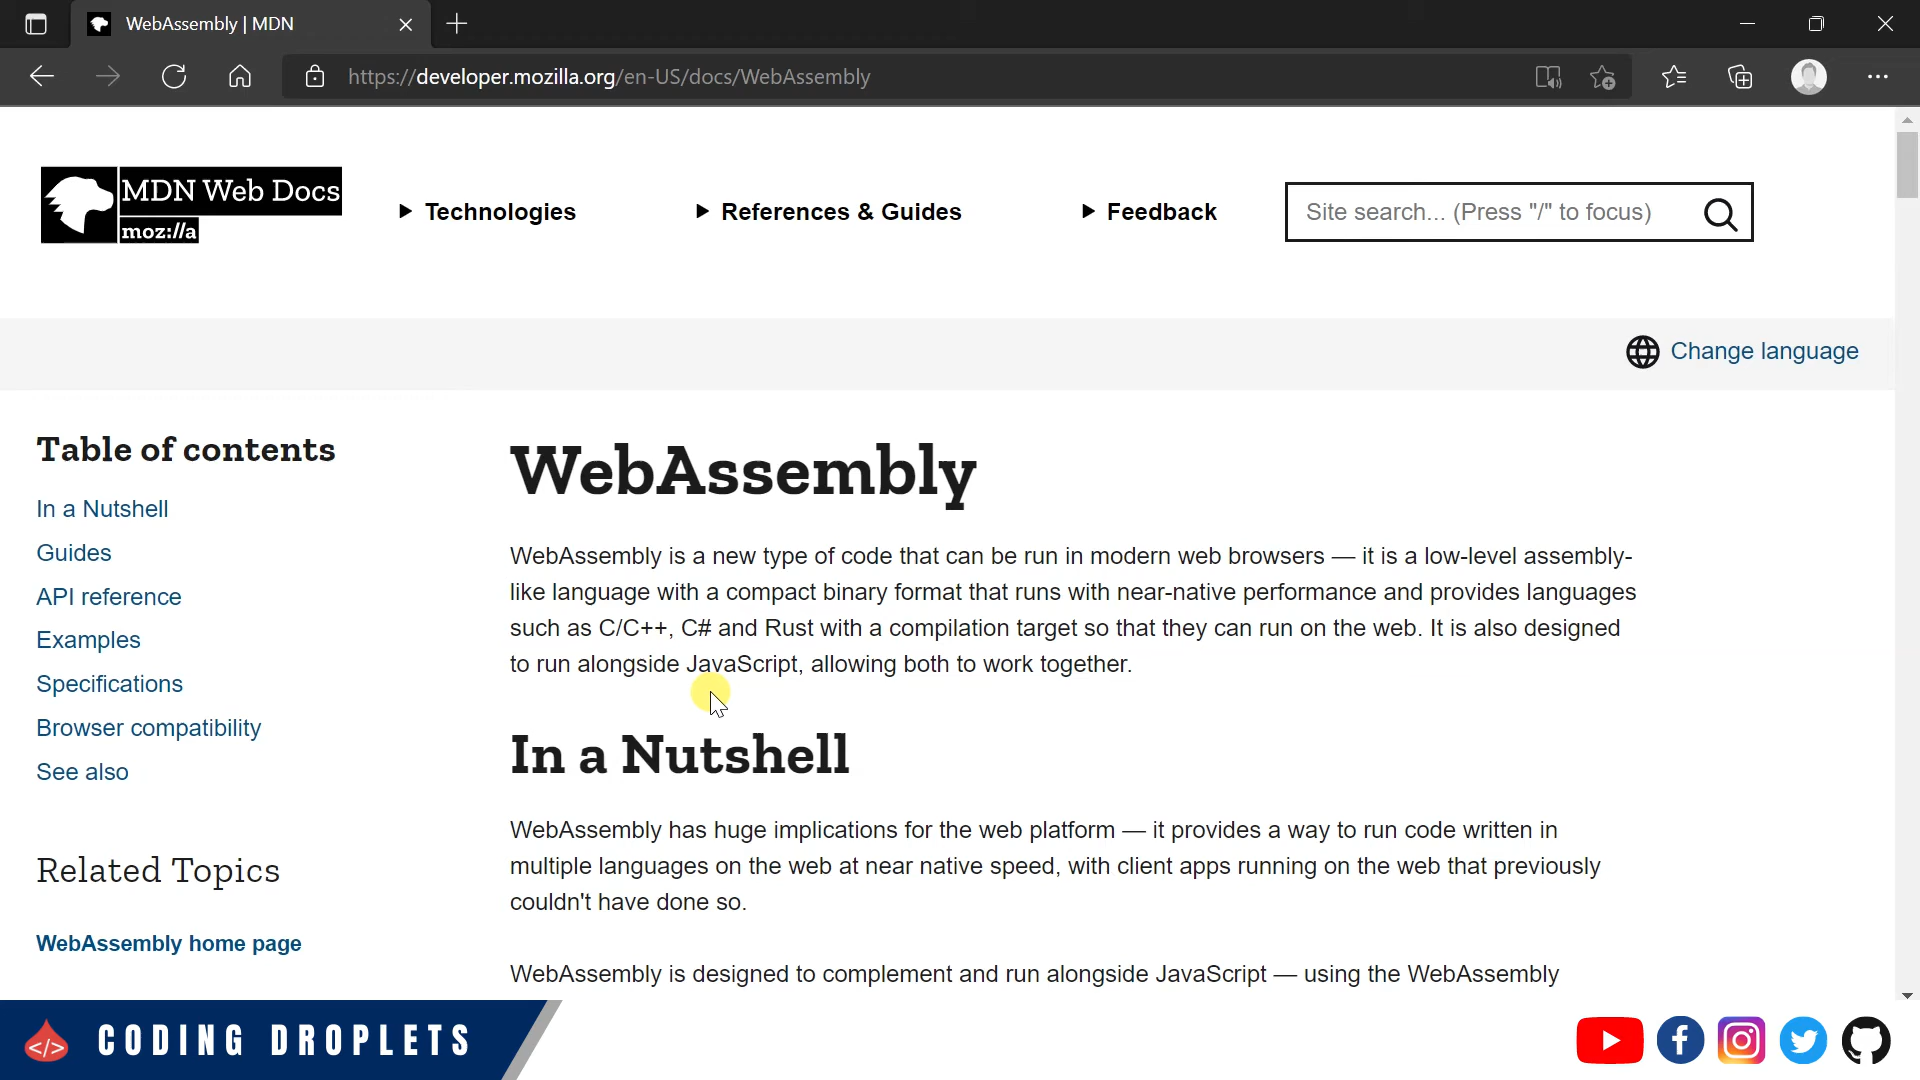 WebAssembly | MDN
https://developer.mozilla.org/en-US/docs/WebAssembly
MDN Web Docs
moz://a
Technologies
References & Guides
Feedback
Site search... (Press "/" to focus)
Change language
Table of contents
In a Nutshell
Guides
API reference
Examples
Specifications
Browser compatibility
See also
Related Topics
WebAssembly home page
WebAssembly
WebAssembly is a new type of code that can be run in modern web browsers — it is a low-level assembly-
like language with a compact binary format that runs with near-native performance and provides languages
such as C/C++, C# and Rust with a compilation target so that they can run on the web. It is also designed
to run alongside JavaScript, allowing both to work together.
In a Nutshell
WebAssembly has huge implications for the web platform — it provides a way to run code written in
multiple languages on the web at near native speed, with client apps running on the web that previously
couldn't have done so.
WebAssembly is designed to complement and run alongside JavaScript — using the WebAssembly
</>
CODING DROPLETS